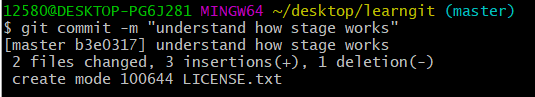 12580@DESKTOP-PG6J281 MINGW64 ~/desktop/learngit (master)
$ git commit -m "understand how stage works"
[master b3e0317] understand how stage works
 2 files changed, 3 insertions(+), 1 deletion(-)
 create mode 100644 LICENSE.txt